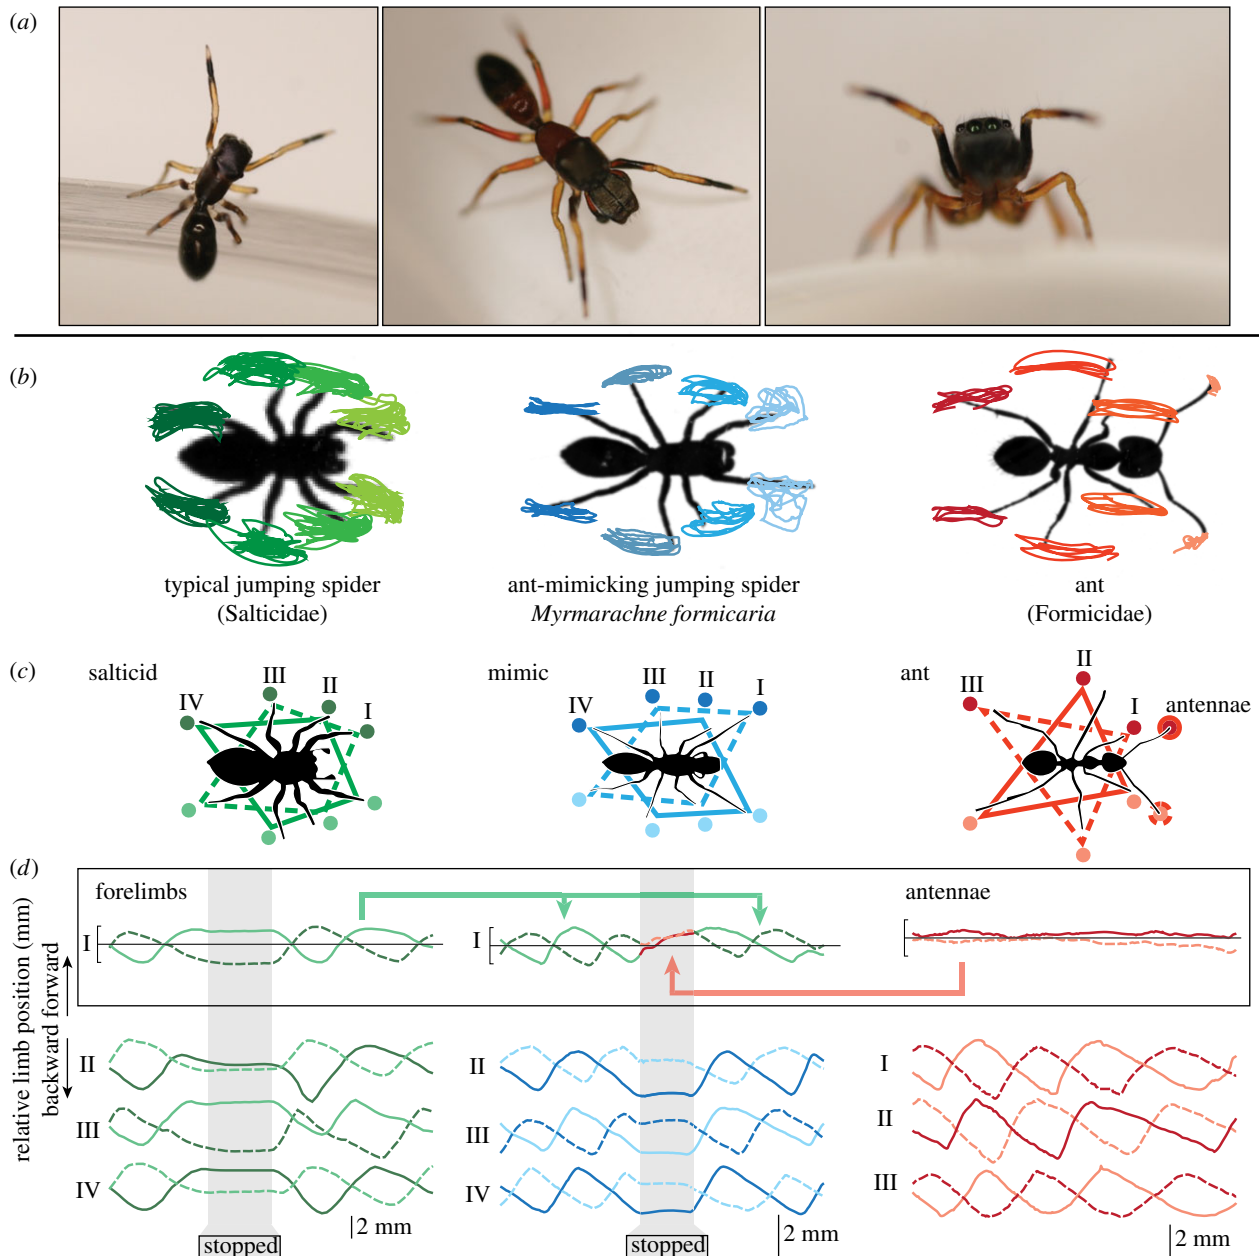 (a)
(b)
typical jumping spider
(Salticidae)
ant-mimicking jumping spider
Myrmarachne formicaria
ant
(Formicidae)
(c)
salticid
IV
III
II
I
mimic
IV
III
II
I
ant
III
II
I
antennae
(d)
relative limb position (mm)
backward forward
forelimbs
I
I
antennae
II
III
IV
2 mm
stopped
II
III
IV
2 mm
stopped
I
II
III
2 mm